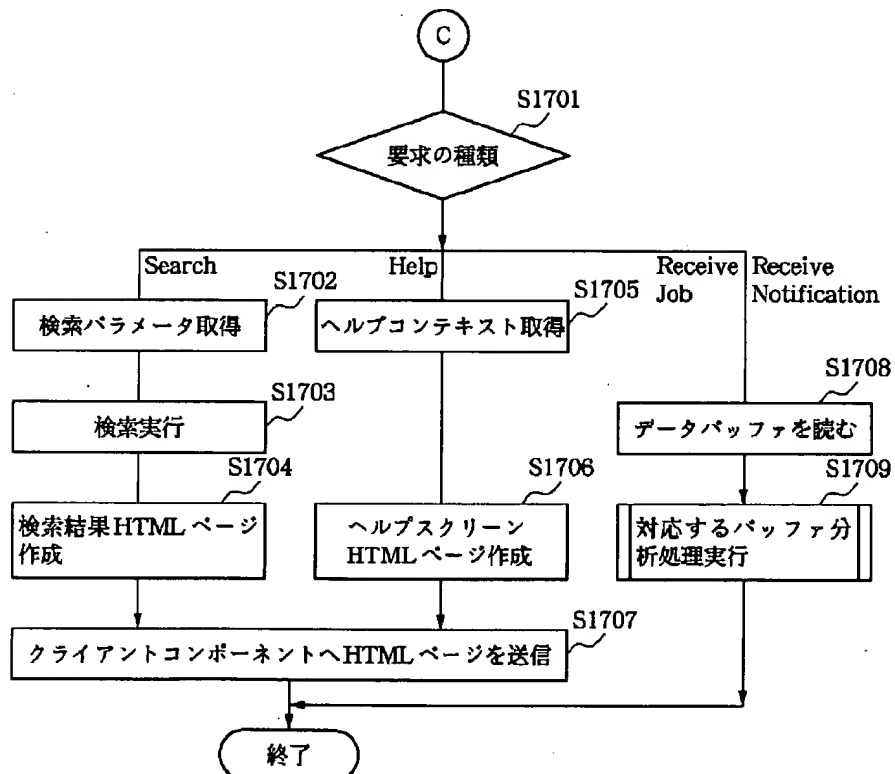 C
S1701
要求の種類
Search
Help
Receive
Job
Receive
Notification
S1702
検索パラメータ取得
S1705
ヘルプコンテキスト取得
S1703
検索実行
S1708
データバッファを読む
S1704
検索結果HTMLページ
作成
S1706
ヘルプスクリーン
HTMLページ作成
S1709
対応するバッファ分
析処理実行
S1707
クライアントコンポーネントへHTMLページを送信
終了